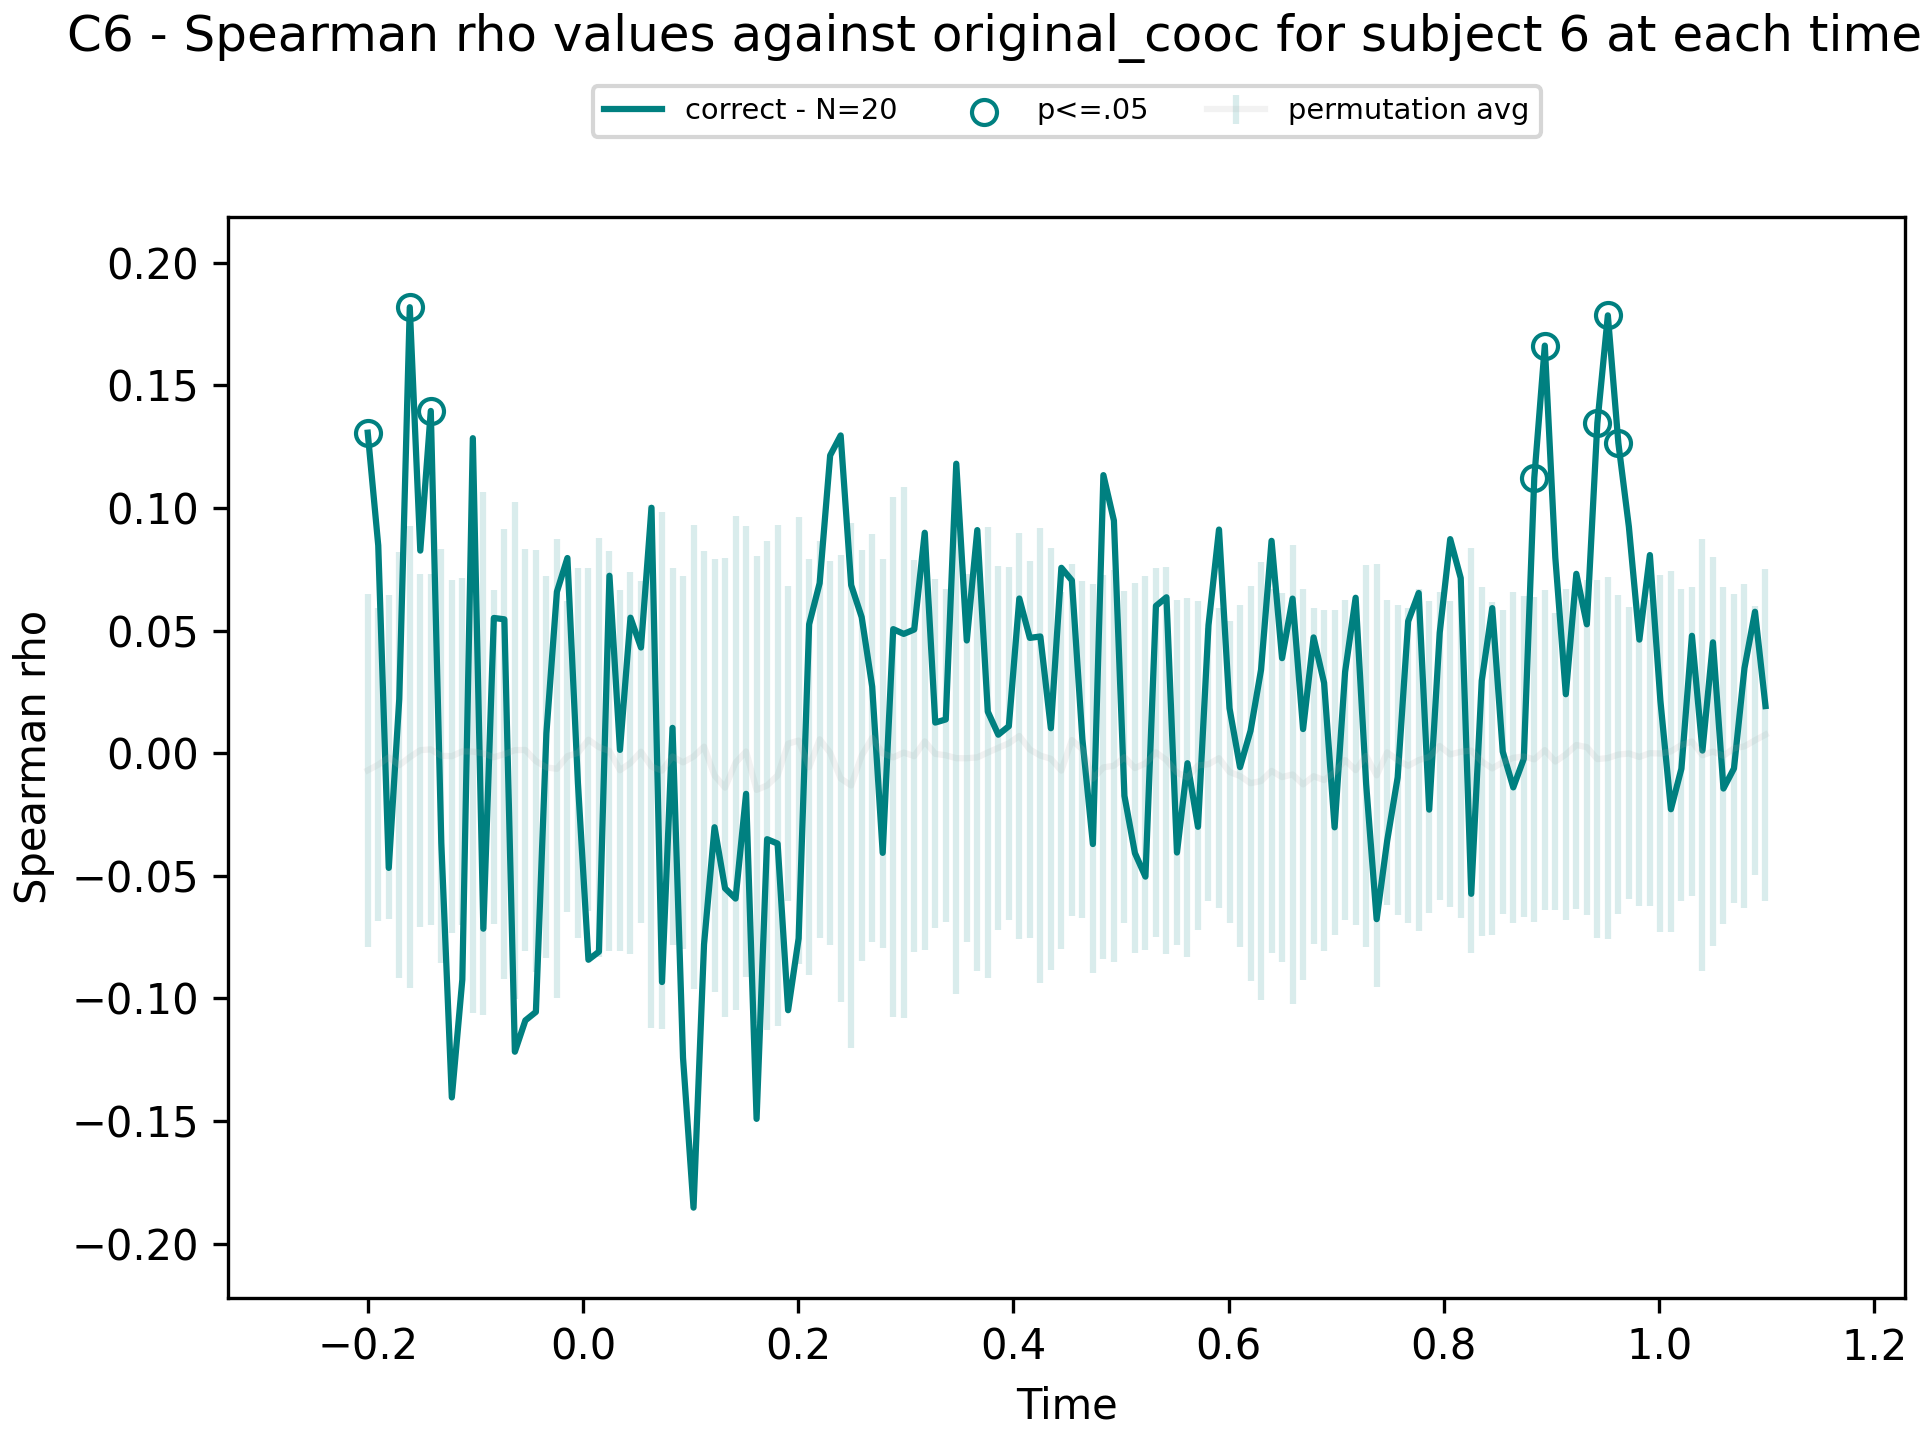 C6 - Spearman rho values against original_cooc for subject 6 at each time
correct - N=20 p<=.05 permutation avg
0.20
0.15
0.10
0.05
0.00
−0.05
−0.10
−0.15
−0.20
Spearman rho
−0.2 0.0 0.2 0.4 0.6 0.8 1.0 1.2
Time